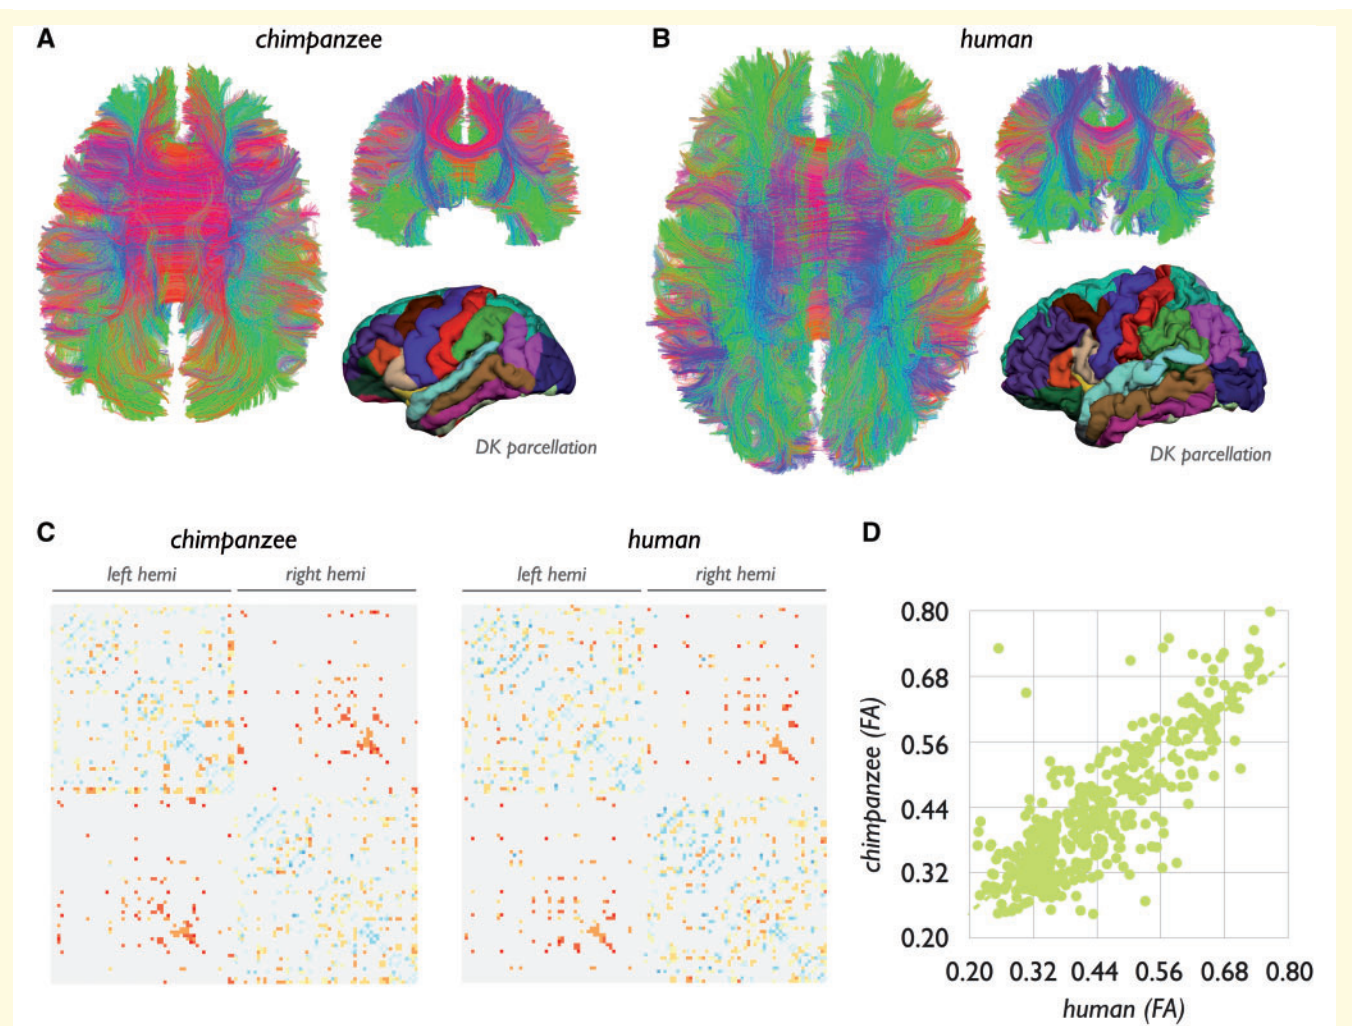 A
chimpanzee
B
human
DK parcellation
DK parcellation
C
chimpanzee
human
D
left hemi
right hemi
left hemi
right hemi
0.80
0.68
0.56
0.44
0.32
0.20
chimpanzee (FA)
0.20 0.32 0.44 0.56 0.68 0.80
human (FA)